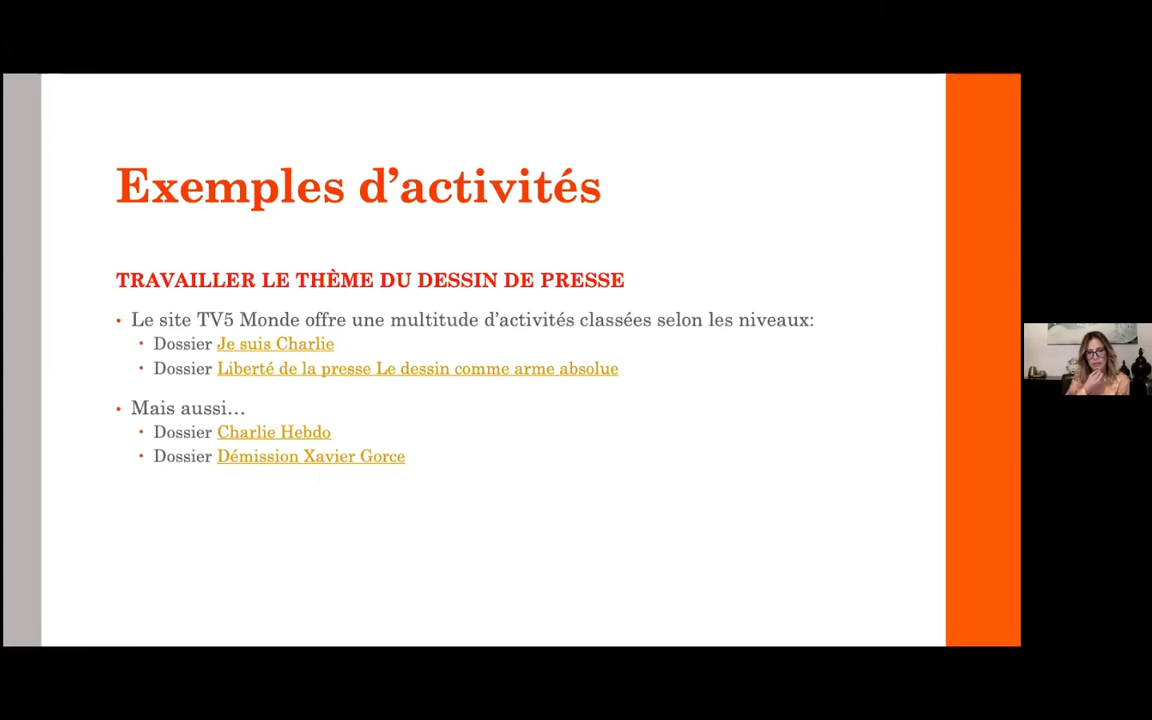 Exemples d’activités
TRAVAILLER LE THÈME DU DESSIN DE PRESSE
• Le site TV5 Monde offre une multitude d’activités classées selon les niveaux:
• Dossier Je suis Charlie
• Dossier Liberté de la presse Le dessin comme arme absolue
• Mais aussi…
• Dossier Charlie Hebdo
• Dossier Démission Xavier Gorce